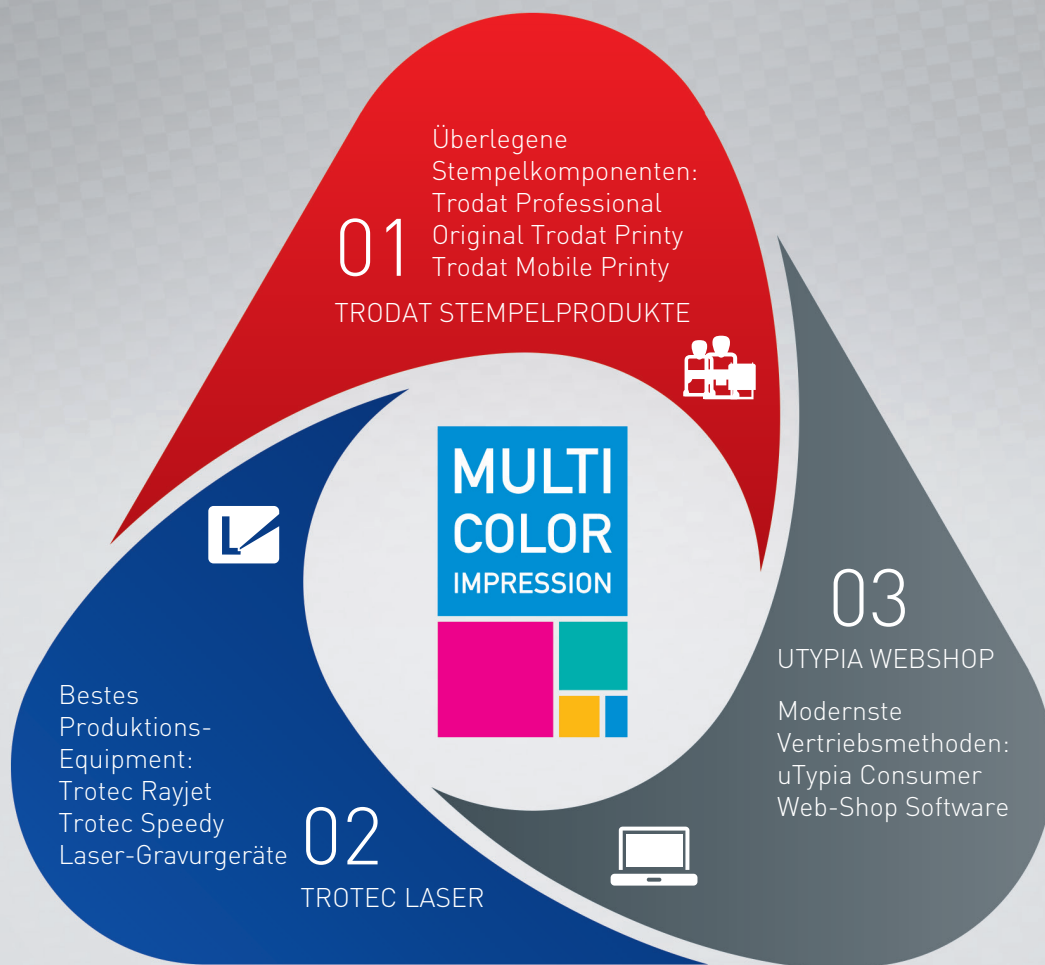 Überlegene
Stempelkomponenten:
Trodat Professional
Original Trodat Printy
Trodat Mobile Printy
01
TRODAT STEMPELPRODUKTE
MULTI
COLOR
IMPRESSION
L
Bestes
Produktions-
Equipment:
Trotec Rayjet
Trotec Speedy
Laser-Gravurgeräte
02
TROTEC LASER
03
UTYPIA WEBSHOP
Modernste
Vertriebsmethoden:
uTypia Consumer
Web-Shop Software